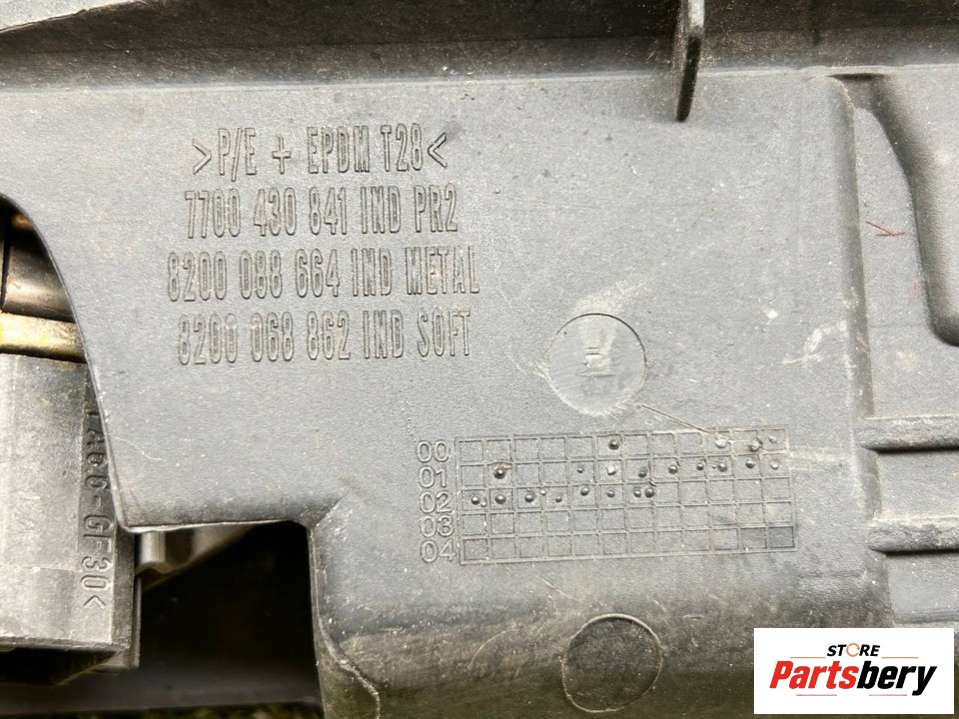 >P/E + EPDM T28<
7700 430 841 IND PR2
8200 088 664 IND METAL
8200 068 862 IND SOFT
00
01
02
03
04
-GF30<
STORE
Partsbery